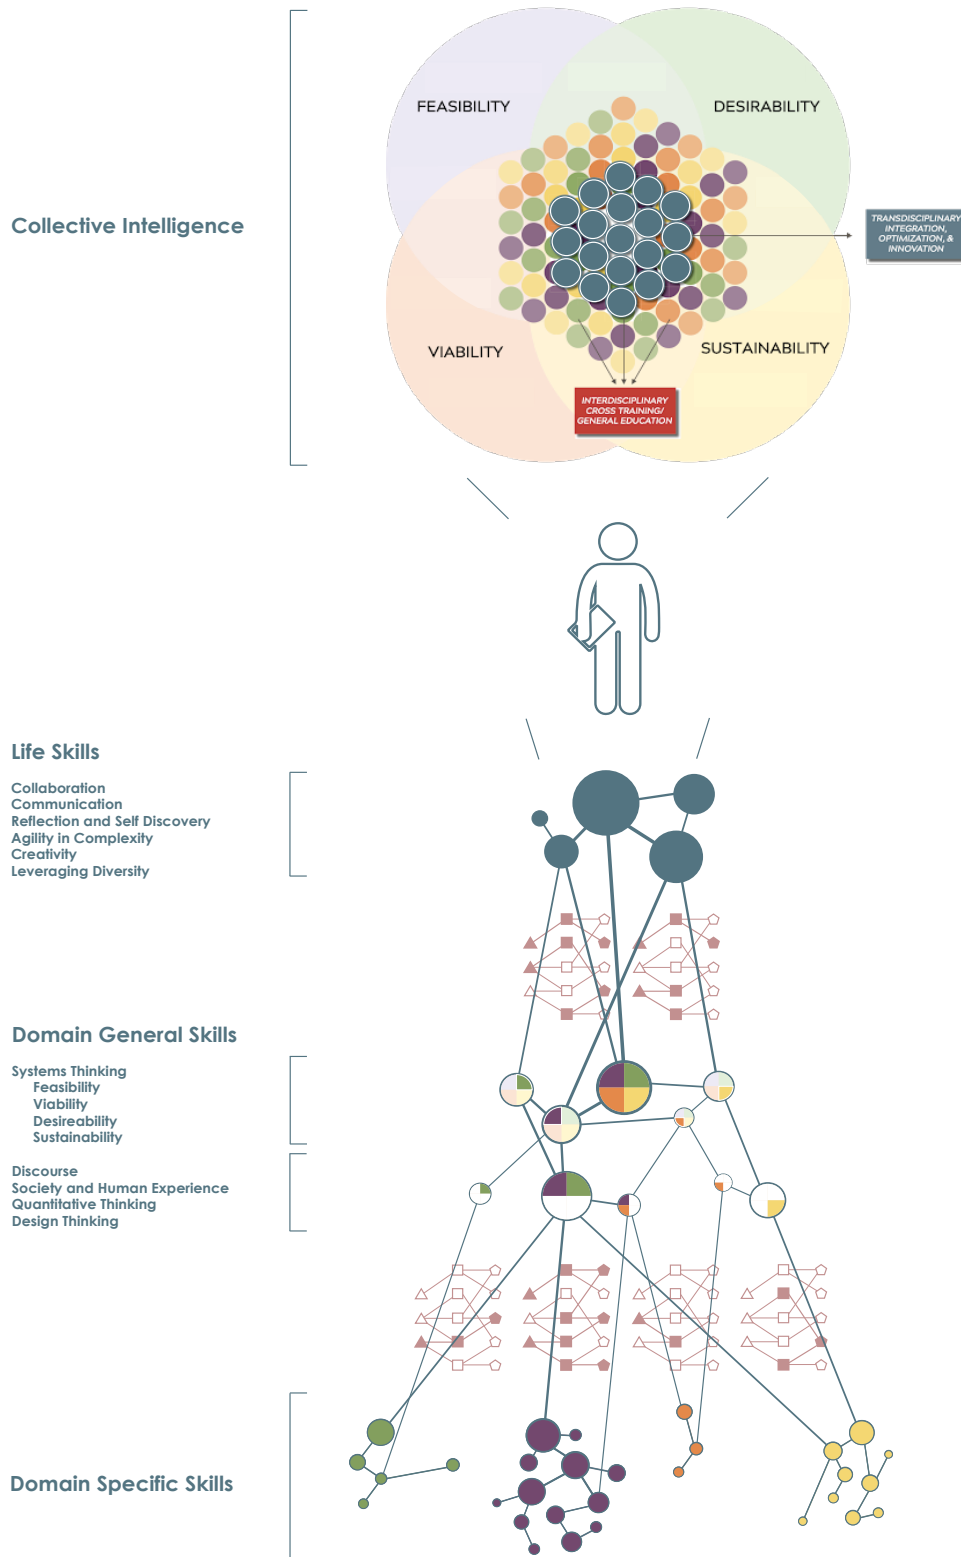 FEASIBILITY
DESIRABILITY
Collective Intelligence
TRANSDISCIPLINARY
INTEGRATION,
OPTIMIZATION, &
INNOVATION
VIABILITY
SUSTAINABILITY
INTERDISCIPLINARY
CROSS TRAINING/
GENERAL EDUCATION
Life Skills
Collaboration
Communication
Reflection and Self Discovery
Agility in Complexity
Creativity
Leveraging Diversity
Domain General Skills
Systems Thinking
Feasibility
Viability
Desireability
Sustainability
Discourse
Society and Human Experience
Quantitative Thinking
Design Thinking
Domain Specific Skills